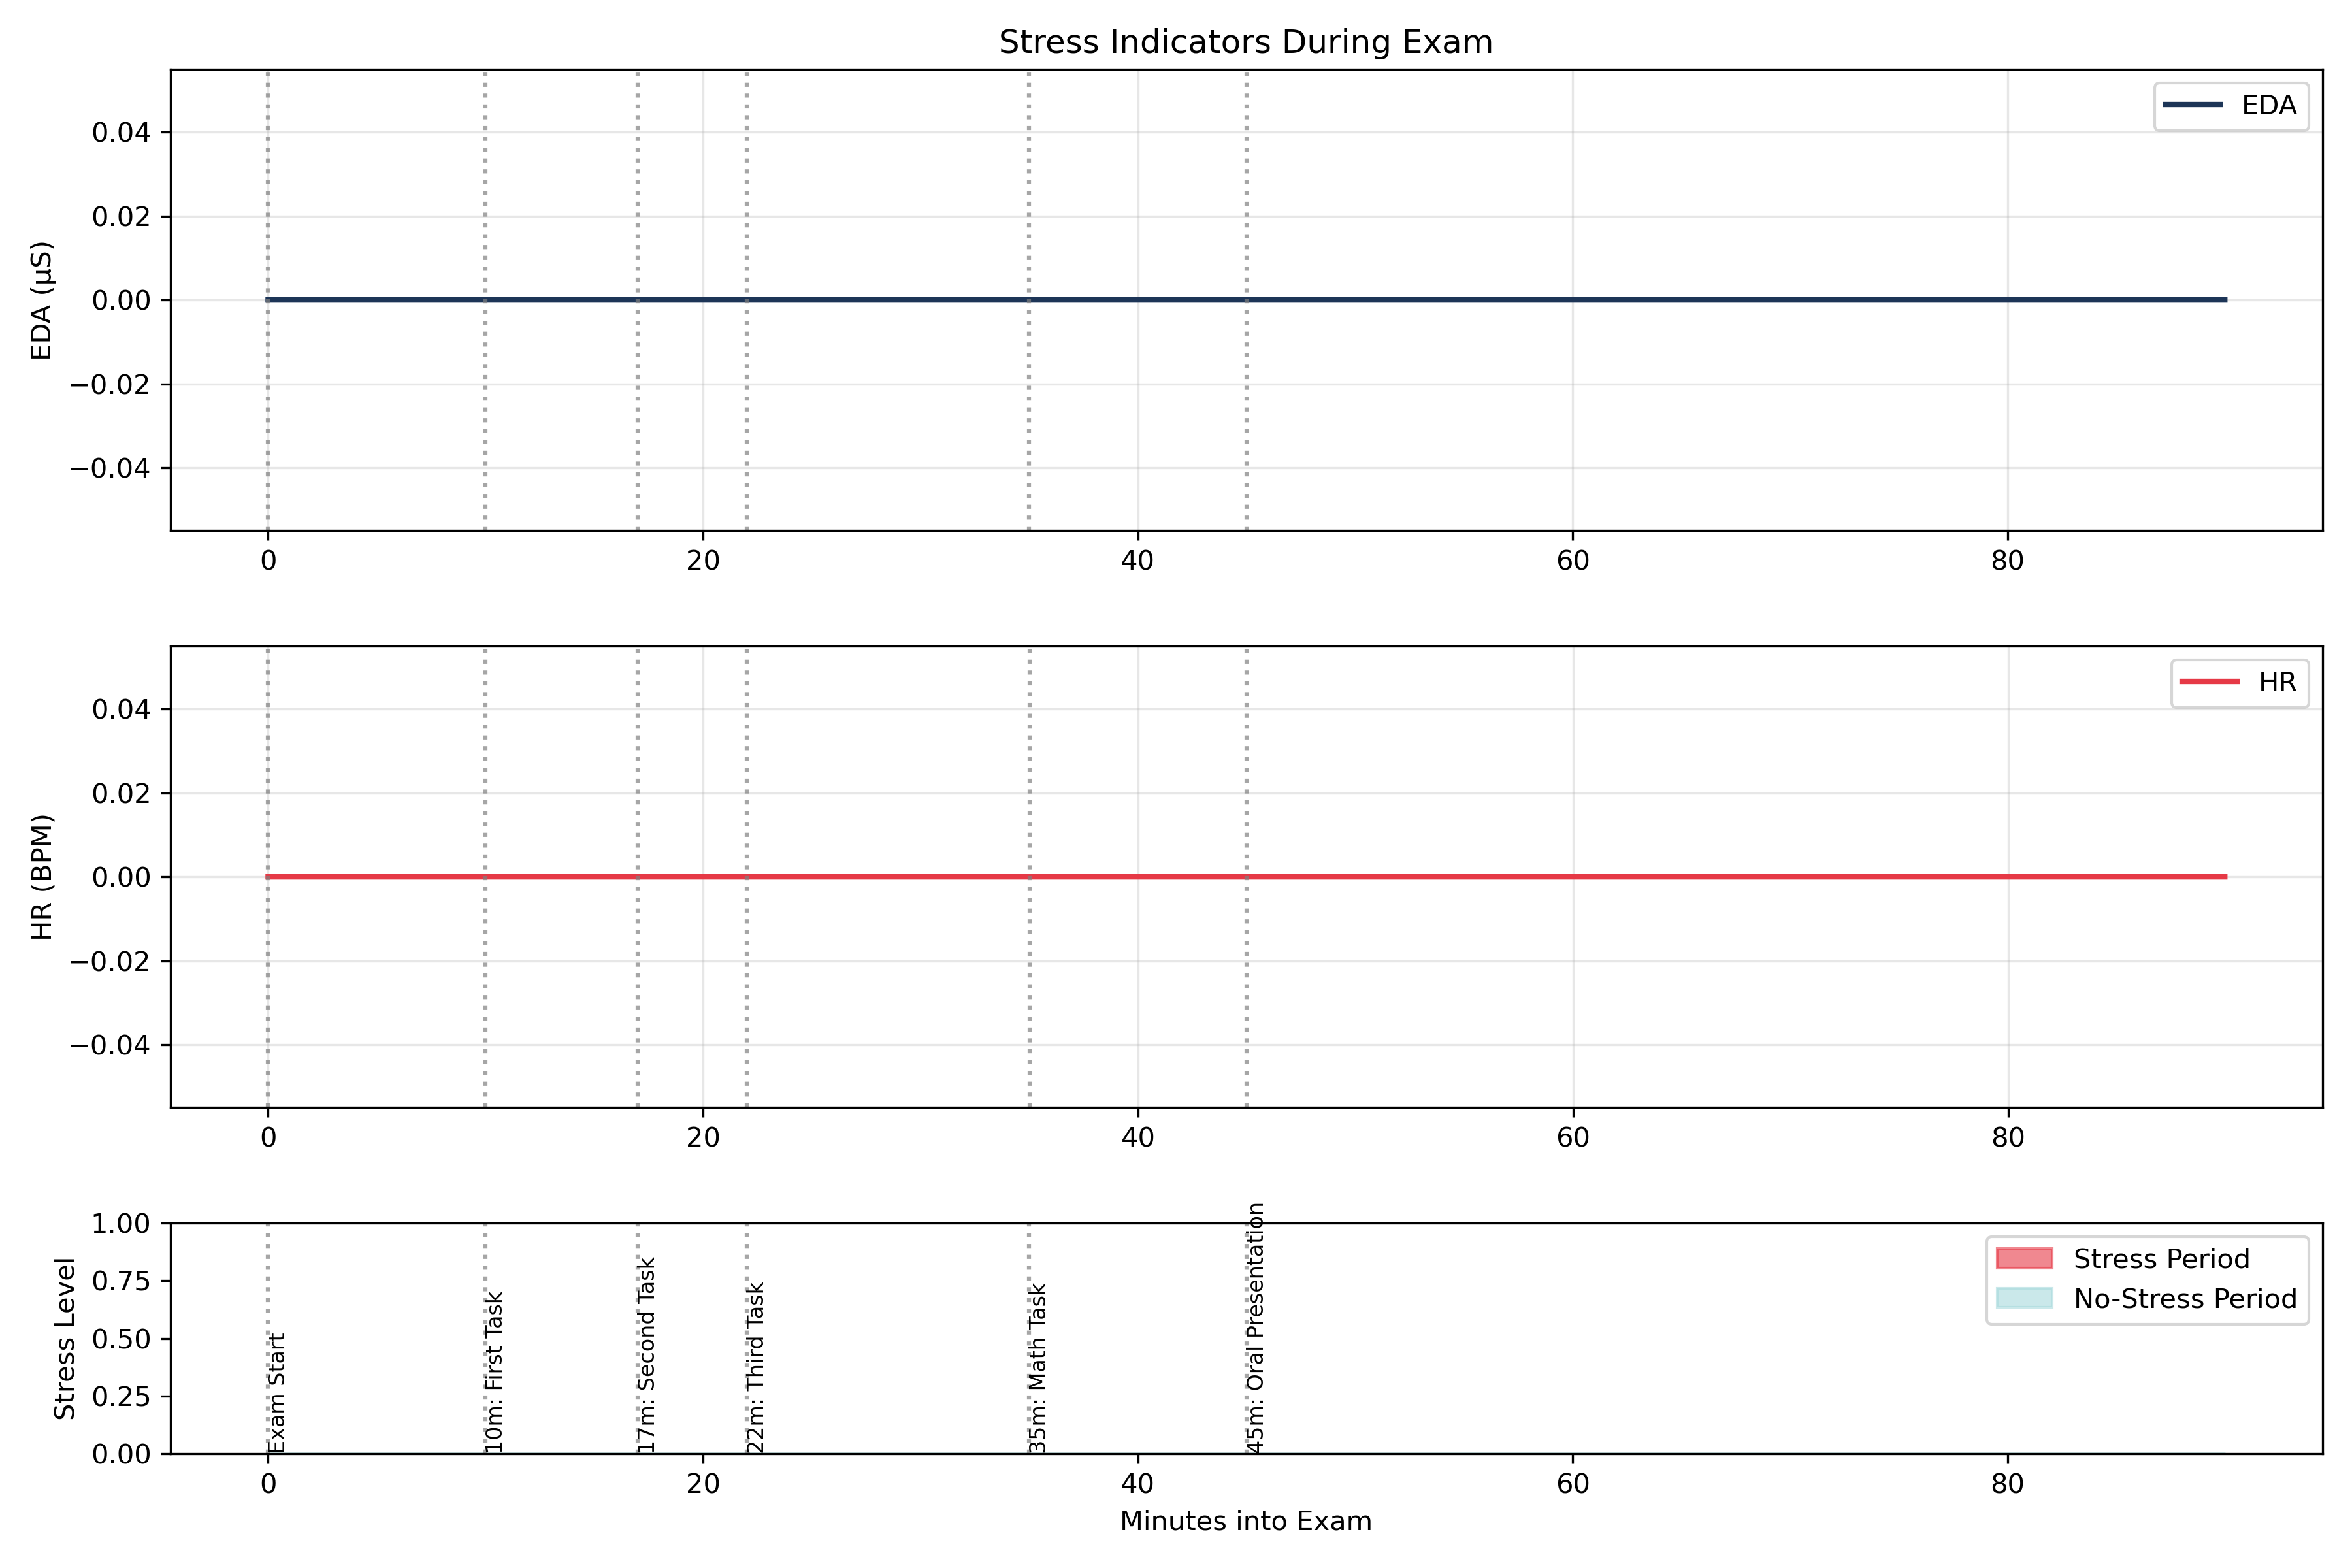 Stress Indicators During Exam
EDA
EDA (µS)
0.04
0.02
0.00
−0.02
−0.04
0
20
40
60
80
HR
HR (BPM)
0.04
0.02
0.00
−0.02
−0.04
0
20
40
60
80
Stress Period
No-Stress Period
Stress Level
1.00
0.75
0.50
0.25
0.00
Exam Start
10m: First Task
17m: Second Task
22m: Third Task
35m: Math Task
45m: Oral Presentation
0
20
40
60
80
Minutes into Exam